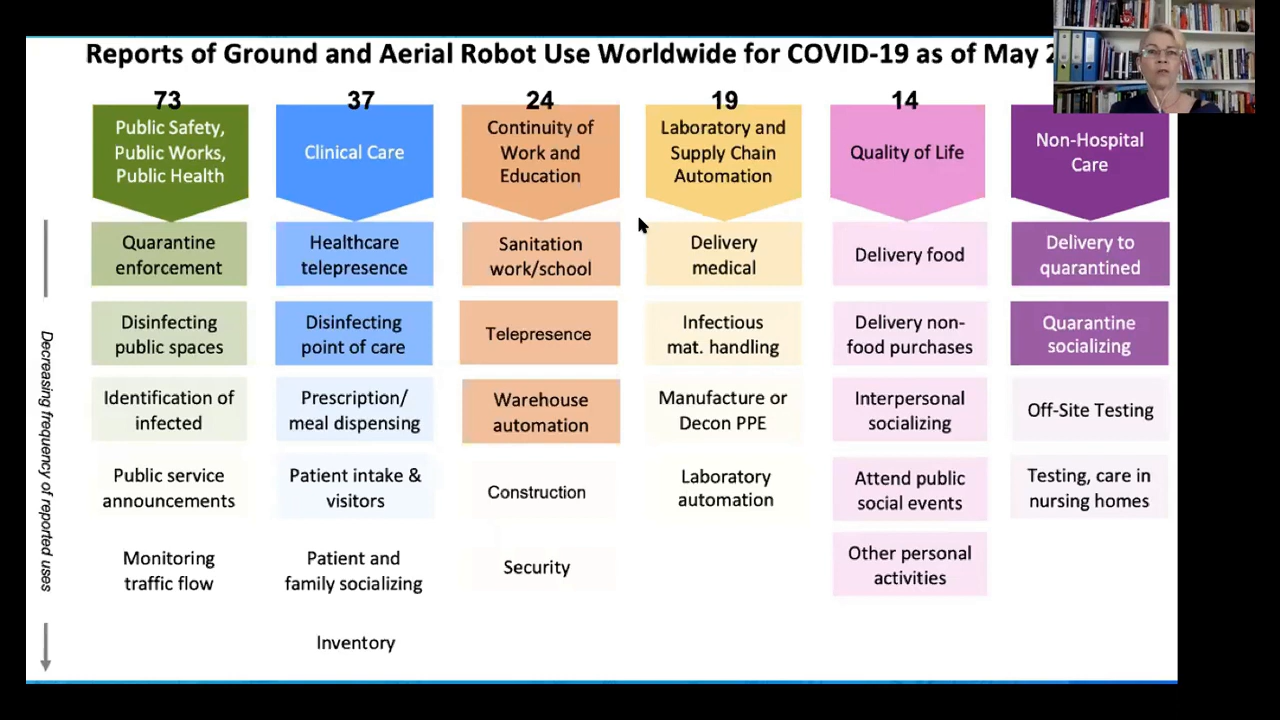 Reports of Ground and Aerial Robot Use Worldwide for COVID-19 as of May
73
Public Safety,
Public Works,
Public Health
Quarantine
enforcement
Disinfecting
public spaces
Identification of
infected
Public service
announcements
Monitoring
traffic flow
37
Clinical Care
Healthcare
telepresence
Disinfecting
point of care
Prescription/
meal dispensing
Patient intake &
visitors
Patient and
family socializing
Inventory
24
Continuity of
Work and
Education
Sanitation
work/school
Telepresence
Warehouse
automation
Construction
Security
19
Laboratory and
Supply Chain
Automation
Delivery
medical
Infectious
mat. handling
Manufacture or
Decon PPE
Laboratory
automation
14
Quality of Life
Delivery food
Delivery non-
food purchases
Interpersonal
socializing
Attend public
social events
Other personal
activities
Non-Hospital
Care
Delivery to
quarantined
Quarantine
socializing
Off-Site Testing
Testing, care in
nursing homes
Decreasing frequency of reported uses